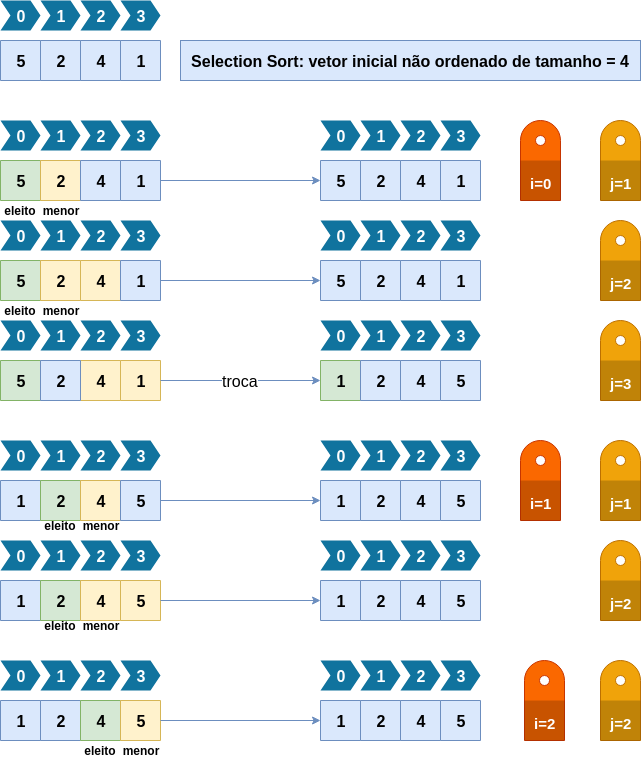 0 1 2 3
5 2 4 1
Selection Sort: vetor inicial não ordenado de tamanho = 4
0 1 2 3 0 1 2 3
5 2 4 1 5 2 4 1 i=0 j=1
eleito menor
0 1 2 3 0 1 2 3
5 2 4 1 5 2 4 1 j=2
eleito menor
0 1 2 3 0 1 2 3
5 2 4 1 troca 1 2 4 5 j=3
0 1 2 3 0 1 2 3
1 2 4 5 1 2 4 5 i=1 j=1
eleito menor
0 1 2 3 0 1 2 3
1 2 4 5 1 2 4 5 j=2
eleito menor
0 1 2 3 0 1 2 3
1 2 4 5 1 2 4 5 i=2 j=2
eleito menor